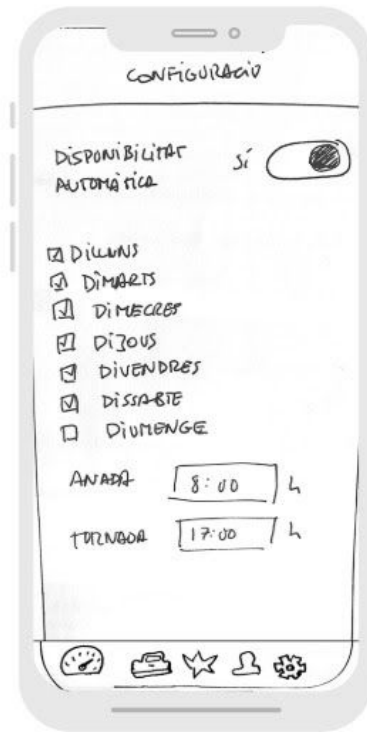 CONFIGURACIÓ
DISPONIBILITAT
AUTOMÀTICA
SÍ
DILLUNS
DIMARTS
DIMECRES
DIJOUS
DIVENDRES
DISSABTE
DIUMENGE
ANADA 8:00 h
TORNADA 17:00 h